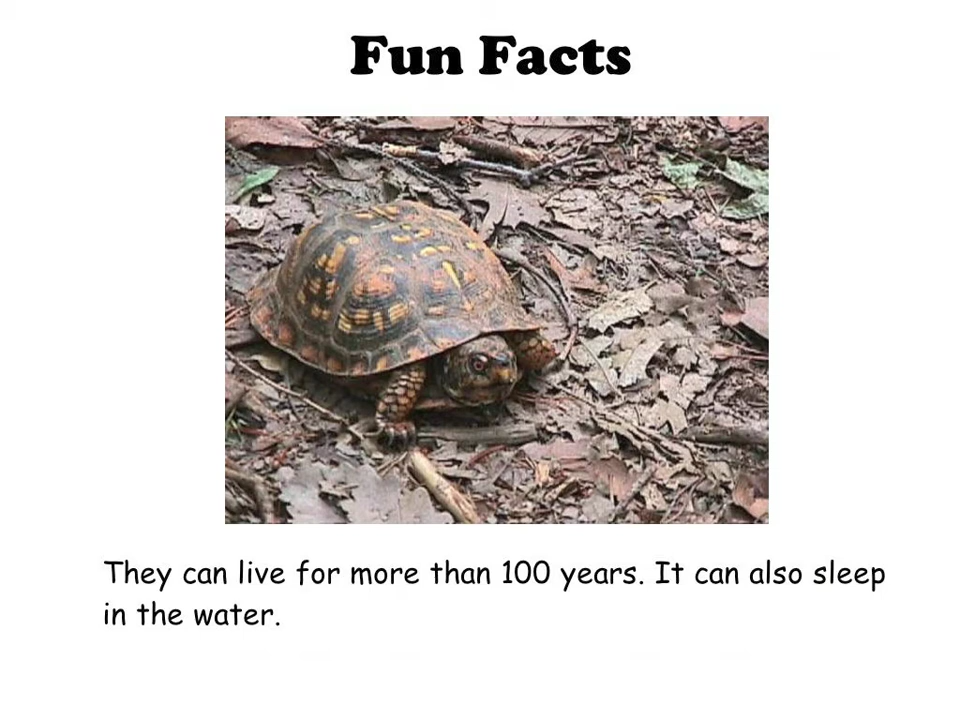 Fun Facts
They can live for more than 100 years. It can also sleep
in the water.